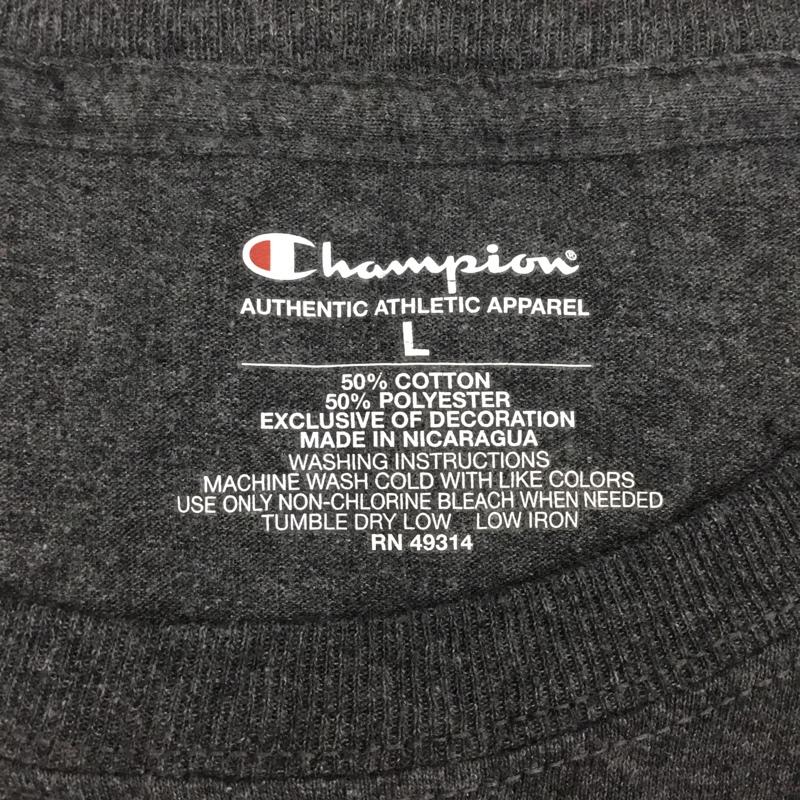 Champion®
AUTHENTIC ATHLETIC APPAREL
L
50% COTTON
50% POLYESTER
EXCLUSIVE OF DECORATION
MADE IN NICARAGUA
WASHING INSTRUCTIONS
MACHINE WASH COLD WITH LIKE COLORS
USE ONLY NON-CHLORINE BLEACH WHEN NEEDED
TUMBLE DRY LOW LOW IRON
RN 49314